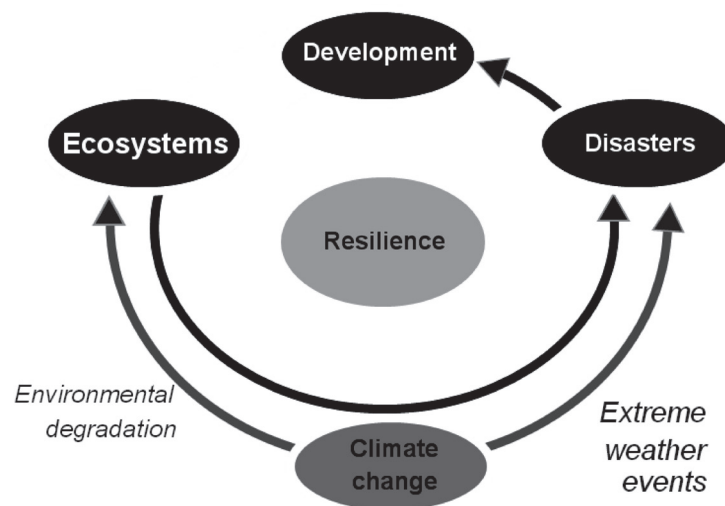 Development
Ecosystems
Disasters
Resilience
Environmental
degradation
Climate
change
Extreme
weather
events